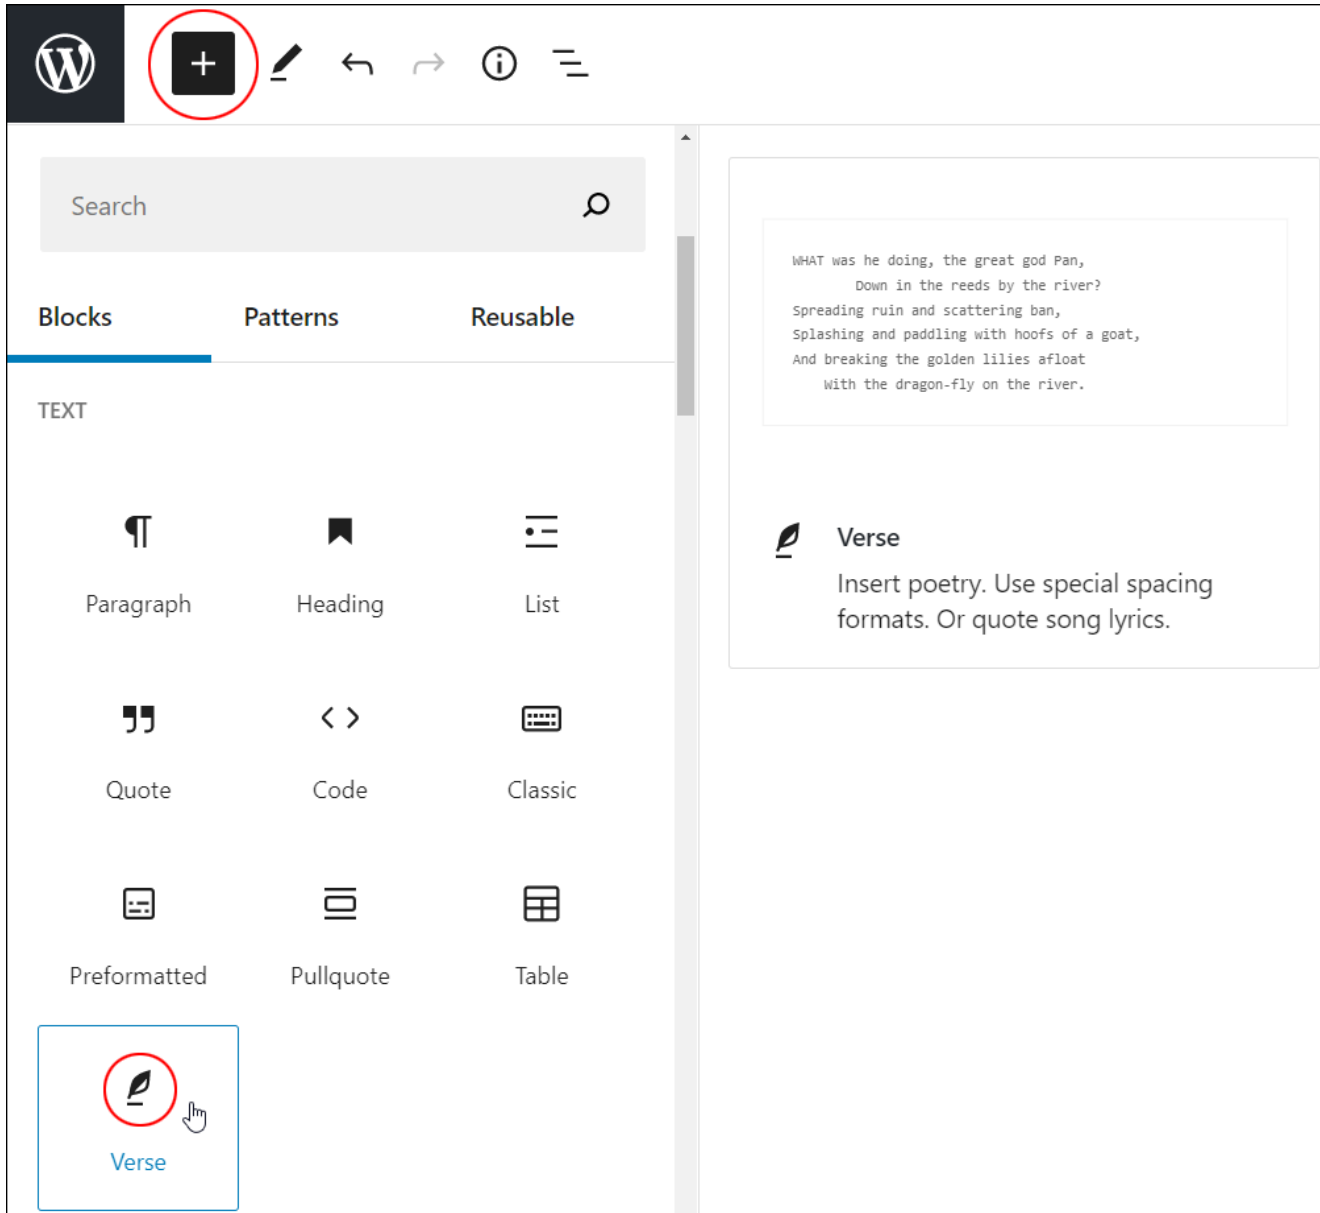 Search
Blocks Patterns Reusable
TEXT
Paragraph Heading List
Quote Code Classic
Preformatted Pullquote Table
Verse
WHAT was he doing, the great god Pan,
Down in the reeds by the river?
Spreading ruin and scattering ban,
Splashing and paddling with hoofs of a goat,
And breaking the golden lilies afloat
With the dragon-fly on the river.
Verse
Insert poetry. Use special spacing
formats. Or quote song lyrics.